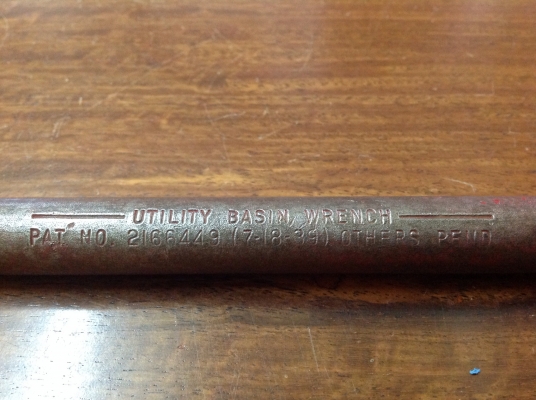 UTILITY BASIN WRENCH
PAT. NO. 2166449 (7-18-39) OTHERS PEND